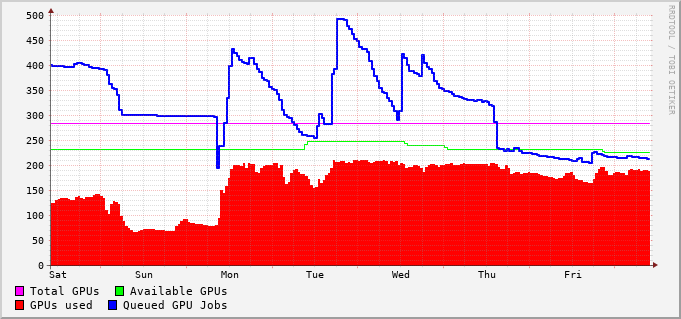 500
450
400
350
300
250
200
150
100
50
0
Sat Sun Mon Tue Wed Thu Fri
Total GPUs Available GPUs
GPUs used Queued GPU Jobs
RRDTOOL / TOBI OETIKER